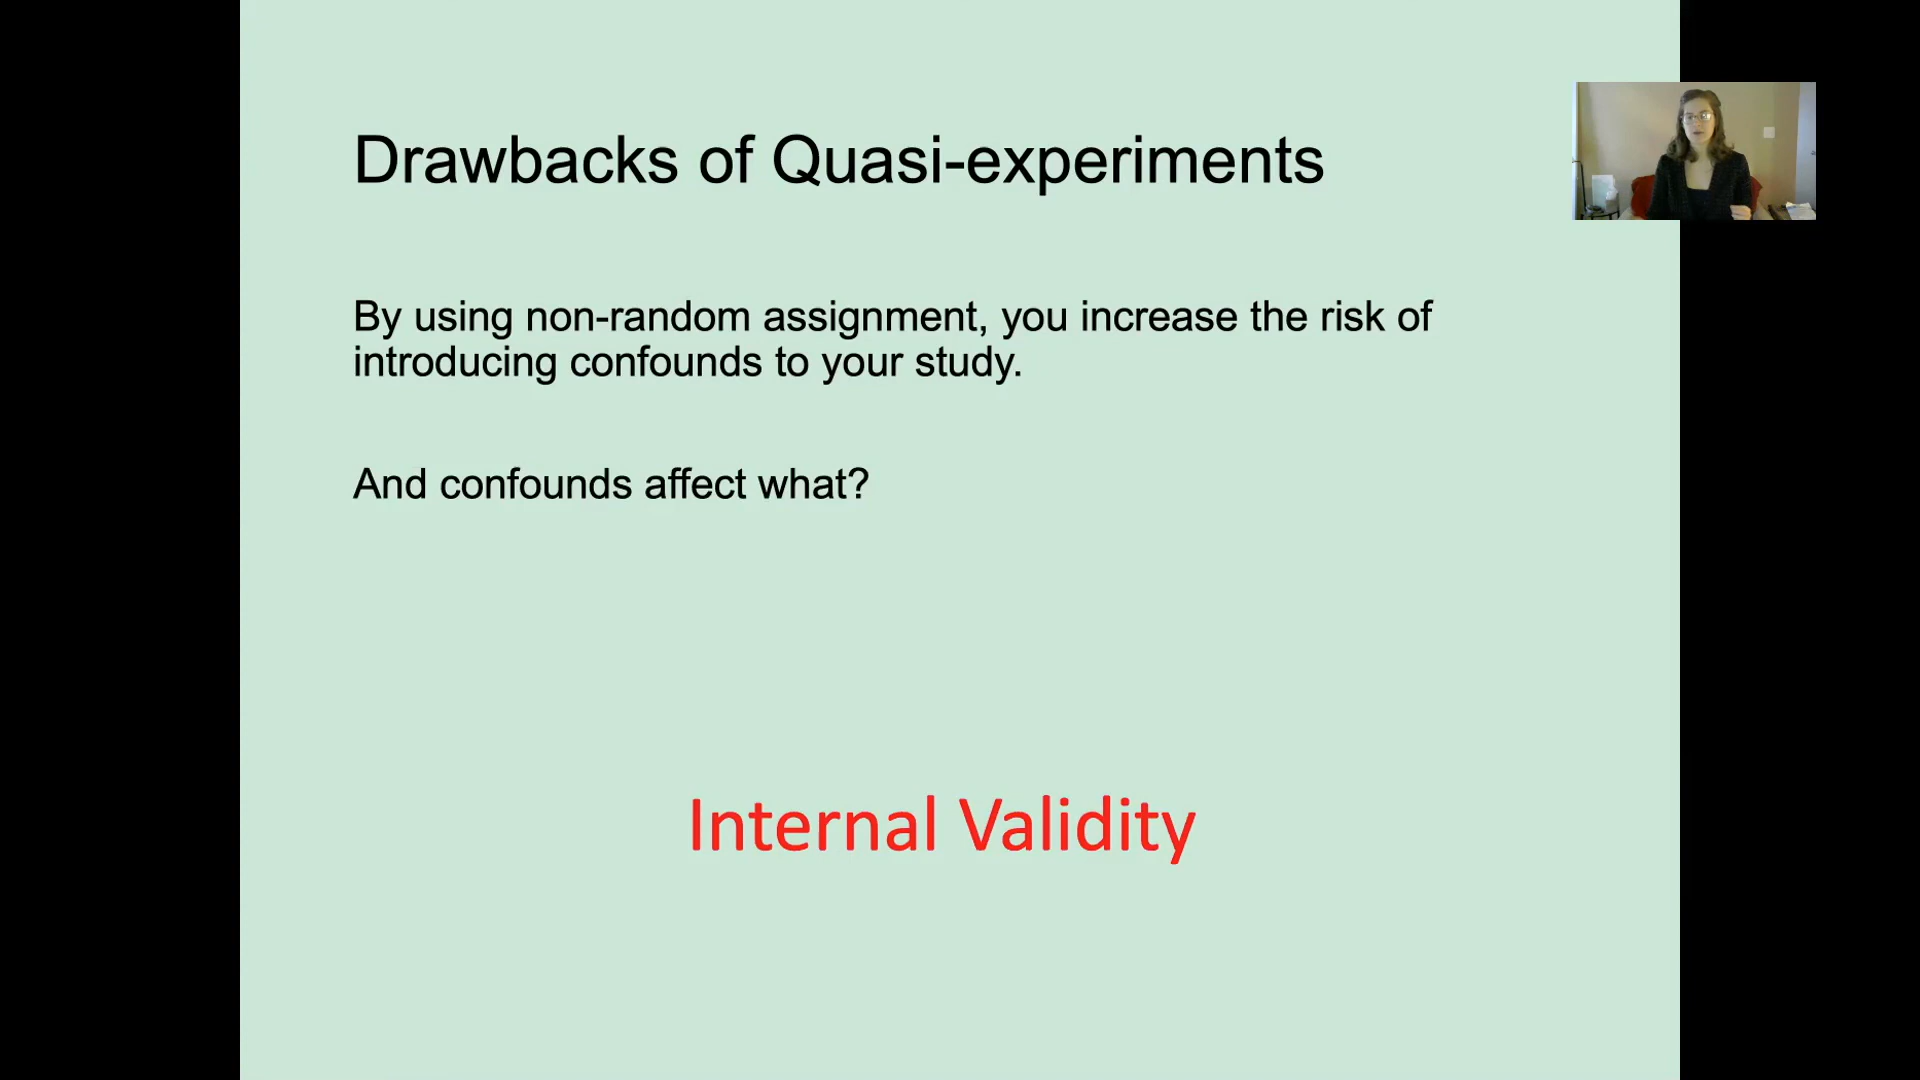 Drawbacks of Quasi-experiments
By using non-random assignment, you increase the risk of
introducing confounds to your study.
And confounds affect what?
Internal Validity